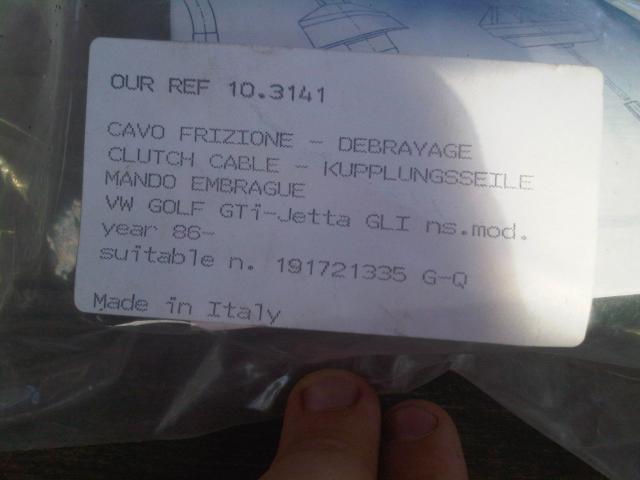 OUR REF 10.3141
CAVO FRIZIONE - DEBRAYAGE
CLUTCH CABLE - KUPPLUNGSSEILE
MANDO EMBRAGUE
VW GOLF GTi-Jetta GLI ns.mod.
year 86-
suitable n. 191721335 G-Q
Made in Italy